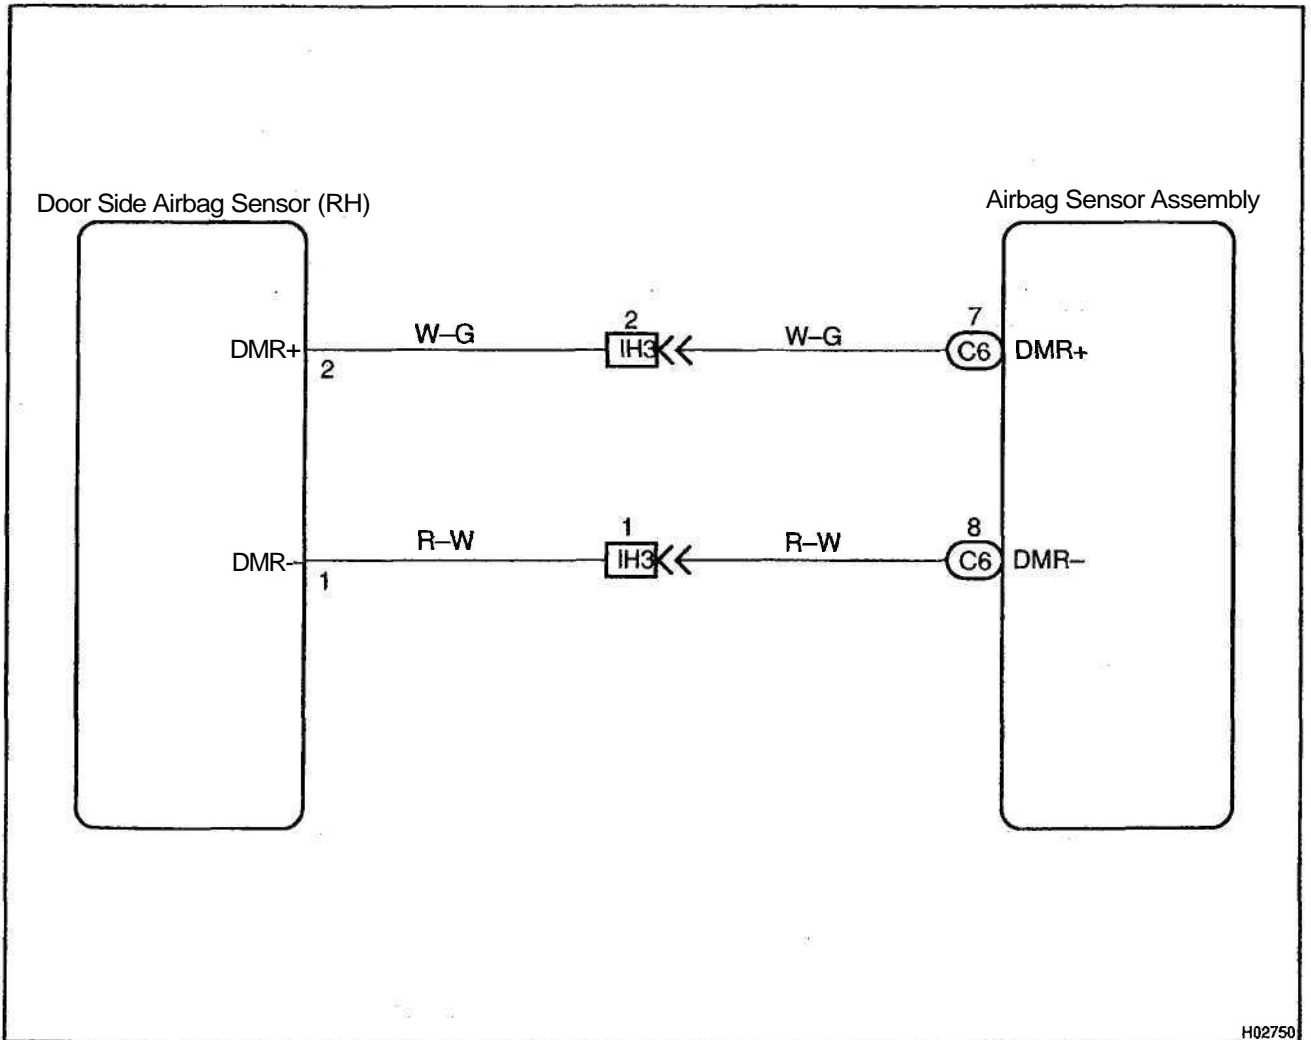 Door Side Airbag Sensor (RH)
Airbag Sensor Assembly
DMR+
2
W–G
2
IH3
W–G
7
C6
DMR+
DMR-
1
R–W
1
IH3
R–W
8
C6
DMR–
H02750